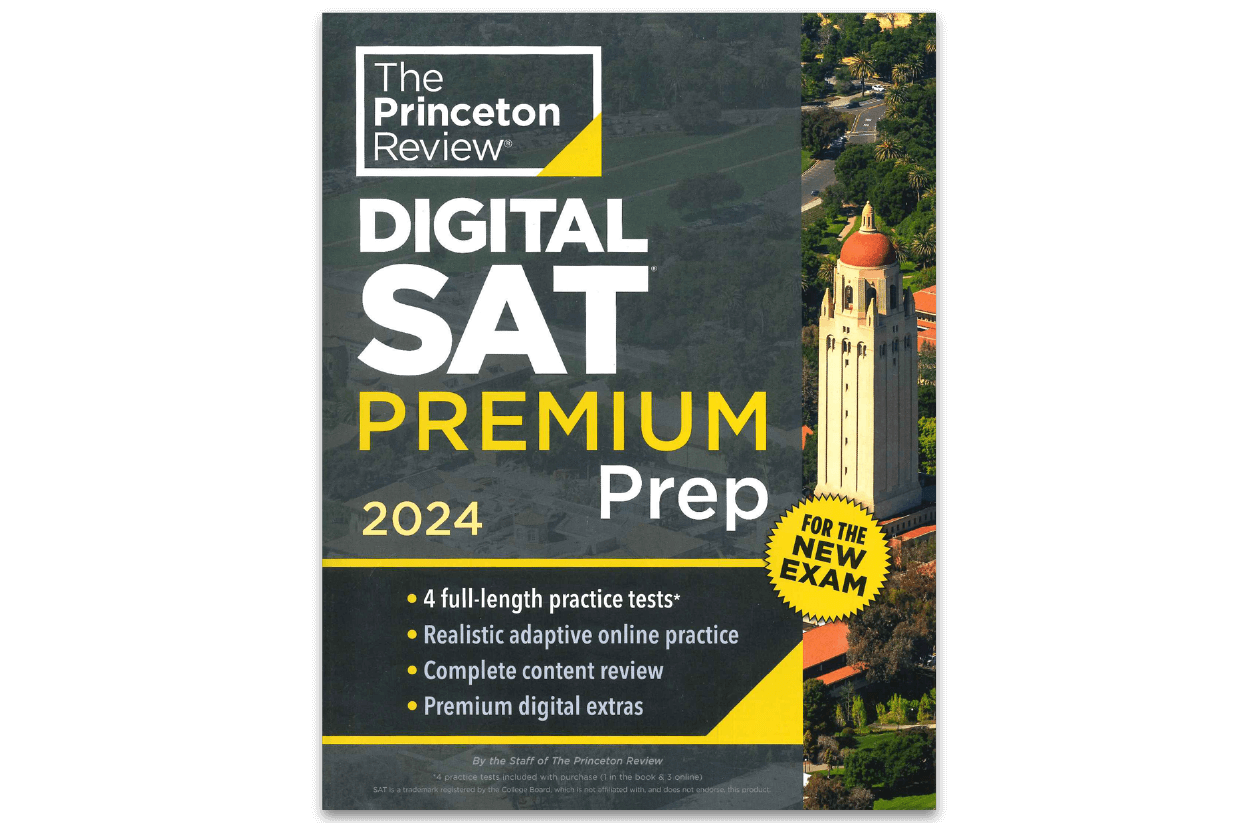 The
Princeton
Review®
DIGITAL
SAT®
PREMIUM
Prep
2024
FOR THE
NEW
EXAM
• 4 full-length practice tests*
• Realistic adaptive online practice
• Complete content review
• Premium digital extras
By the Staff of The Princeton Review
*4 practice tests included with purchase (1 in the book & 3 online)
SAT is a trademark registered by the College Board, which is not affiliated with, and does not endorse, this product.